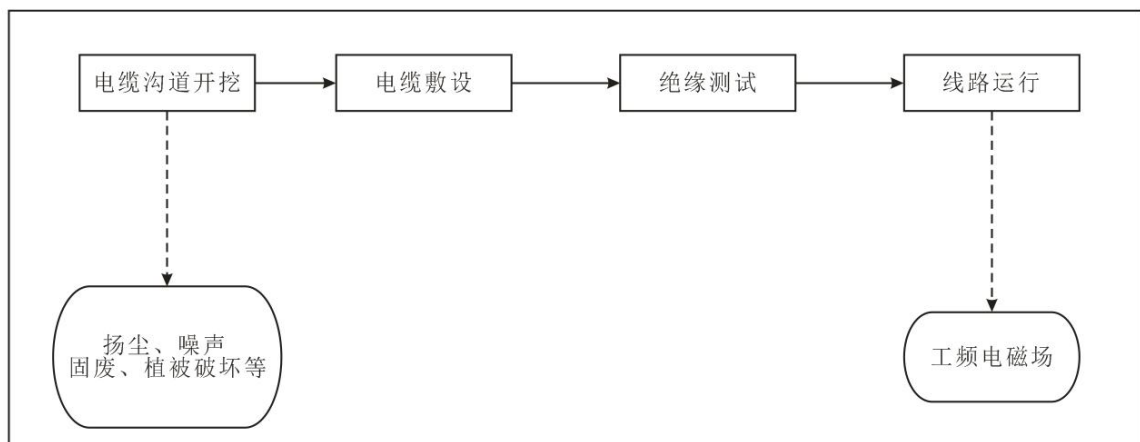 电缆沟道开挖
电缆敷设
绝缘测试
线路运行
扬尘、噪声
固废、植被破坏等
工频电磁场